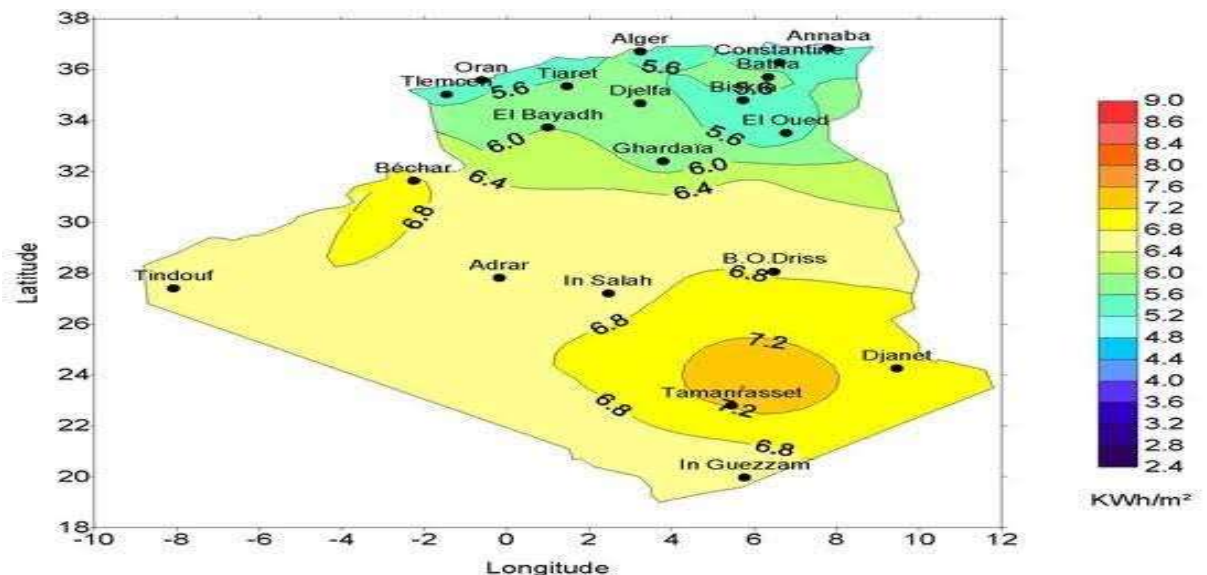 38
36
34
32
30
28
26
24
22
20
18
Latitude
-10 -8 -6 -4 -2 0 2 4 6 8 10 12
Longitude
Alger
Annaba
Constantine
Oran
Tlemcen
Tiaret
Batna
Djelfa
Biskra
El Bayadh
El Oued
Ghardaïa
Béchar
Tindouf
Adrar
In Salah
B.O.Driss
Djanet
Tamanrasset
In Guezzam
5.6
5.6
5.6
5.6
6.0
6.0
6.4
6.4
6.8
6.8
6.8
6.8
6.8
7.2
7.2
9.0
8.6
8.4
8.0
7.6
7.2
6.8
6.4
6.0
5.6
5.2
4.8
4.4
4.0
3.6
3.2
2.8
2.4
KWh/m²